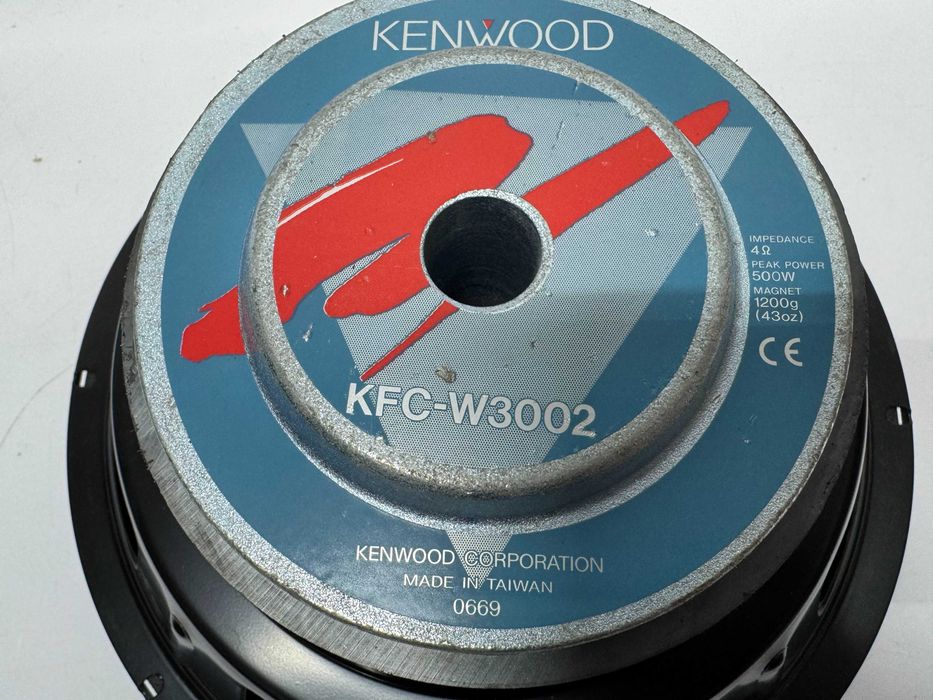 KENWOOD
IMPEDANCE
4Ω
PEAK POWER
500W
MAGNET
1200g
(43oz)
CE
KFC-W3002
KENWOOD CORPORATION
MADE IN TAIWAN
0669